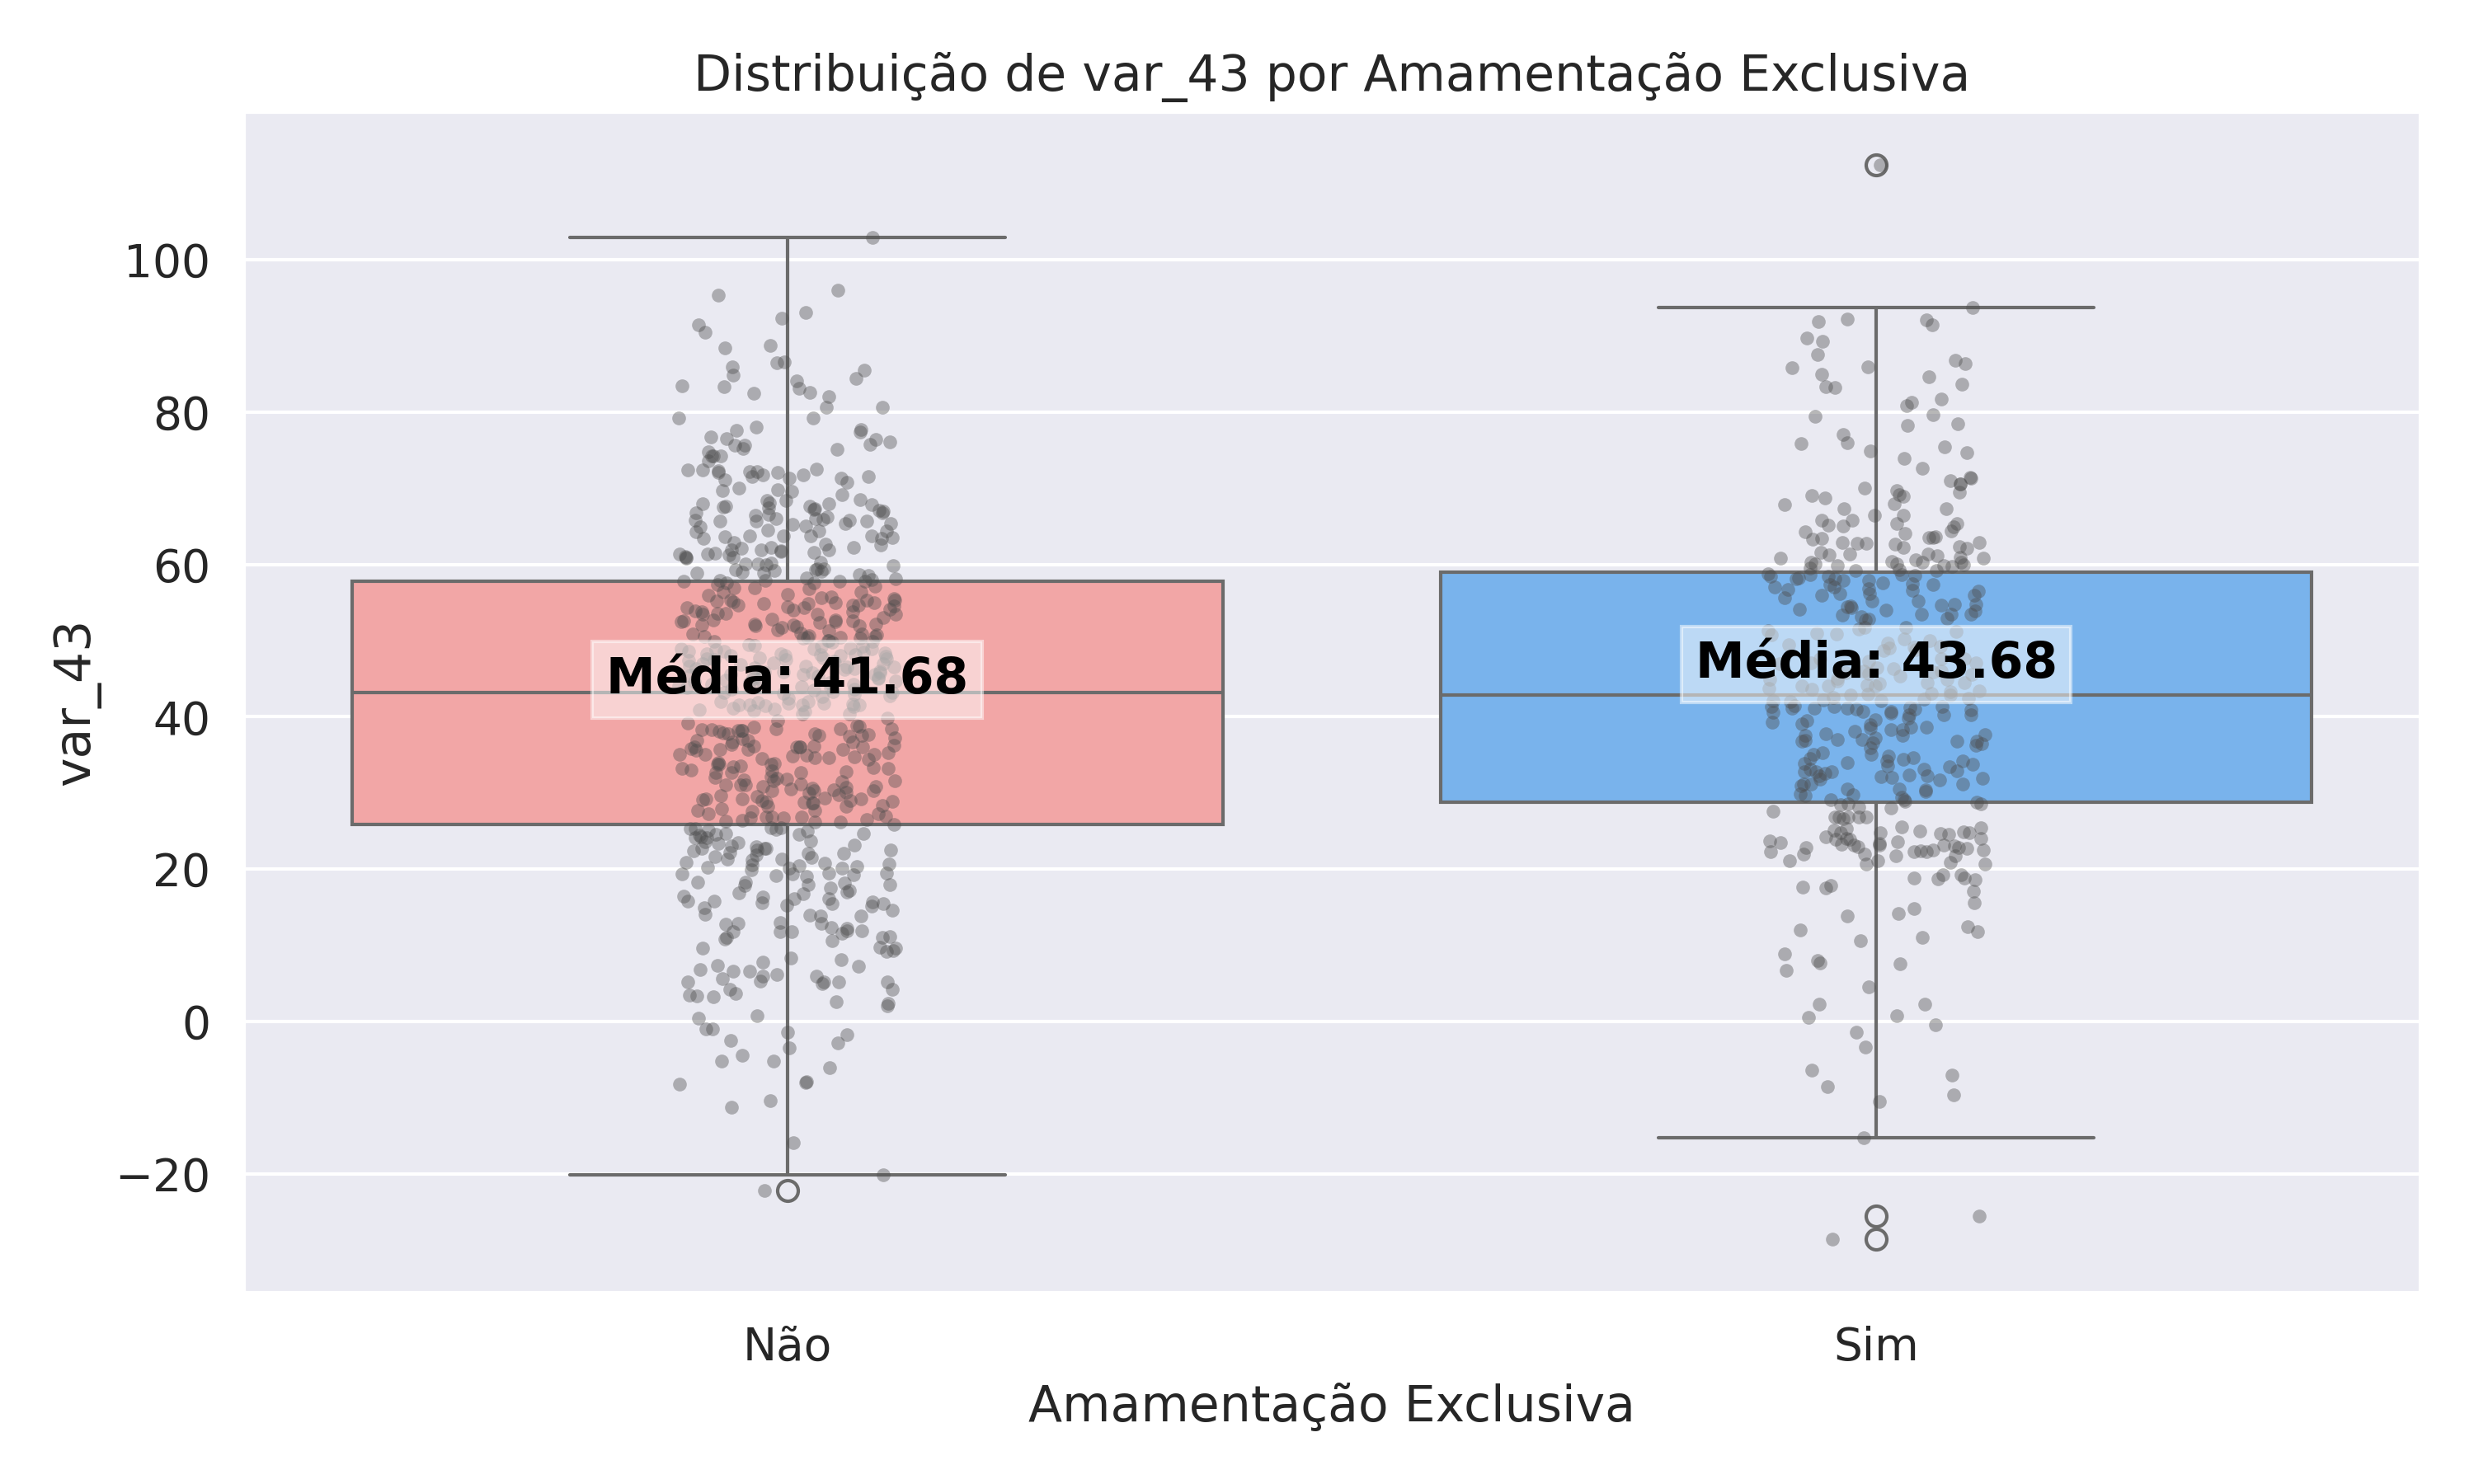 Distribuição de var_43 por Amamentação Exclusiva
var_43
100
80
60
40
20
0
−20
Média: 41.68
Média: 43.68
Não
Sim
Amamentação Exclusiva